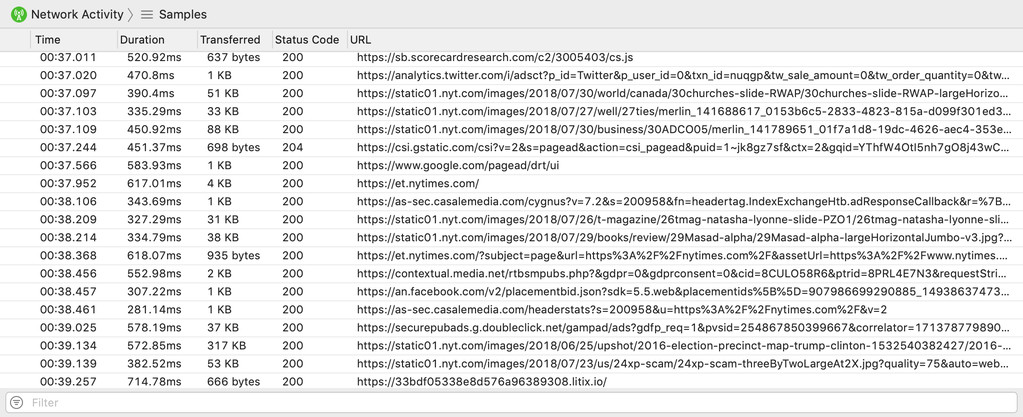 Network Activity Samples
Time Duration Transferred Status Code URL
00:37.011 520.92ms 637 bytes 200 https://sb.scorecardresearch.com/c2/3005403/cs.js
00:37.020 470.8ms 1 KB 200 https://analytics.twitter.com/i/adsct?p_id=Twitter&p_user_id=0&txn_id=nuqgp&tw_sale_amount=0&tw_order_quantity=0&tw...
00:37.097 390.4ms 51 KB 200 https://static01.nyt.com/images/2018/07/30/world/canada/30churches-slide-RWAP/30churches-slide-RWAP-largeHorizo...
00:37.103 335.29ms 33 KB 200 https://static01.nyt.com/images/2018/07/27/well/27ties/merlin_141688617_0153b6c5-2833-4823-815a-d099f301ed3...
00:37.109 450.92ms 88 KB 200 https://static01.nyt.com/images/2018/07/30/business/30ADCO05/merlin_141789651_01f7a1d8-19dc-4626-aec4-353e...
00:37.244 451.37ms 698 bytes 204 https://csi.gstatic.com/csi?v=2&s=pagead&action=csi_pagead&puid=1~jk8gz7sf&ctx=2&gqid=YThfW4OtI5nh7gO8j43wC...
00:37.566 583.93ms 1 KB 200 https://www.google.com/pagead/drt/ui
00:37.952 617.01ms 4 KB 200 https://et.nytimes.com/
00:38.106 343.69ms 1 KB 200 https://as-sec.casalemedia.com/cygnus?v=7.2&s=200958&fn=headertag.IndexExchangeHtb.adResponseCallback&r=%7B...
00:38.209 327.29ms 31 KB 200 https://static01.nyt.com/images/2018/07/26/t-magazine/26tmag-natasha-lyonne-slide-PZO1/26tmag-natasha-lyonne-sli...
00:38.214 334.79ms 38 KB 200 https://static01.nyt.com/images/2018/07/29/books/review/29Masad-alpha/29Masad-alpha-largeHorizontalJumbo-v3.jpg?...
00:38.368 618.07ms 935 bytes 200 https://et.nytimes.com/?subject=page&url=https%3A%2F%2Fnytimes.com%2F&assetUrl=https%3A%2F%2Fwww.nytimes....
00:38.456 552.98ms 2 KB 200 https://contextual.media.net/rtbsmpubs.php?&gdpr=0&gdprconsent=0&cid=8CULO58R6&ptrid=8PRL4E7N3&requestStri...
00:38.457 307.22ms 1 KB 200 https://an.facebook.com/v2/placementbid.json?sdk=5.5.web&placementids%5B%5D=907986699290885_14938637473...
00:38.461 281.14ms 1 KB 200 https://as-sec.casalemedia.com/headerstats?s=200958&u=https%3A%2F%2Fnytimes.com%2F&v=2
00:39.025 578.19ms 37 KB 200 https://securepubads.g.doubleclick.net/gampad/ads?gdfp_req=1&pvsid=254867850399667&correlator=171378779890...
00:39.134 572.85ms 317 KB 200 https://static01.nyt.com/images/2018/06/25/upshot/2016-election-precinct-map-trump-clinton-1532540382427/2016-...
00:39.139 382.52ms 53 KB 200 https://static01.nyt.com/images/2018/07/23/us/24xp-scam/24xp-scam-threeByTwoLargeAt2X.jpg?quality=75&auto=web...
00:39.257 714.78ms 666 bytes 200 https://33bdf05338e8d576a96389308.litix.io/
Filter